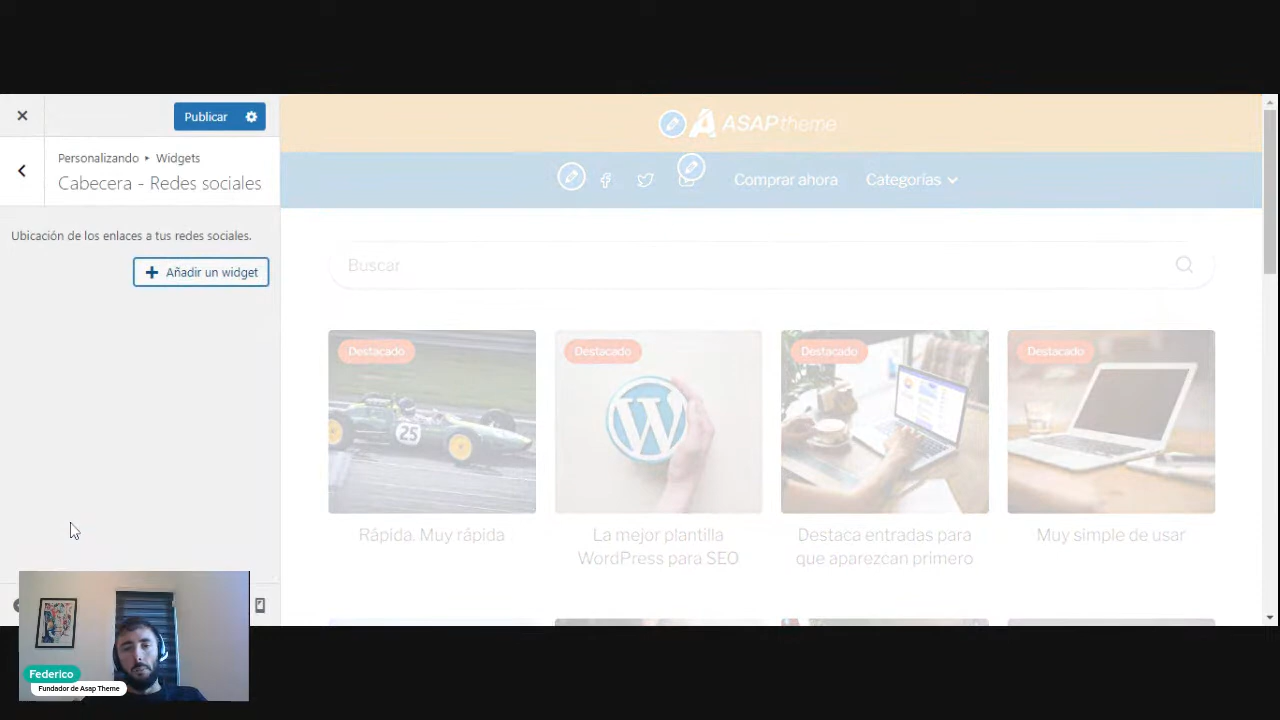 Publicar
Personalizando ▸ Widgets
Cabecera - Redes sociales
Ubicación de los enlaces a tus redes sociales.
Añadir un widget
ASAPtheme
Comprar ahora
Categorías
Buscar
Destacado
Destacado
Destacado
Destacado
25
Rápida. Muy rápida
La mejor plantilla
WordPress para SEO
Destaca entradas para
que aparezcan primero
Muy simple de usar
Federico
Fundador de Asap Theme